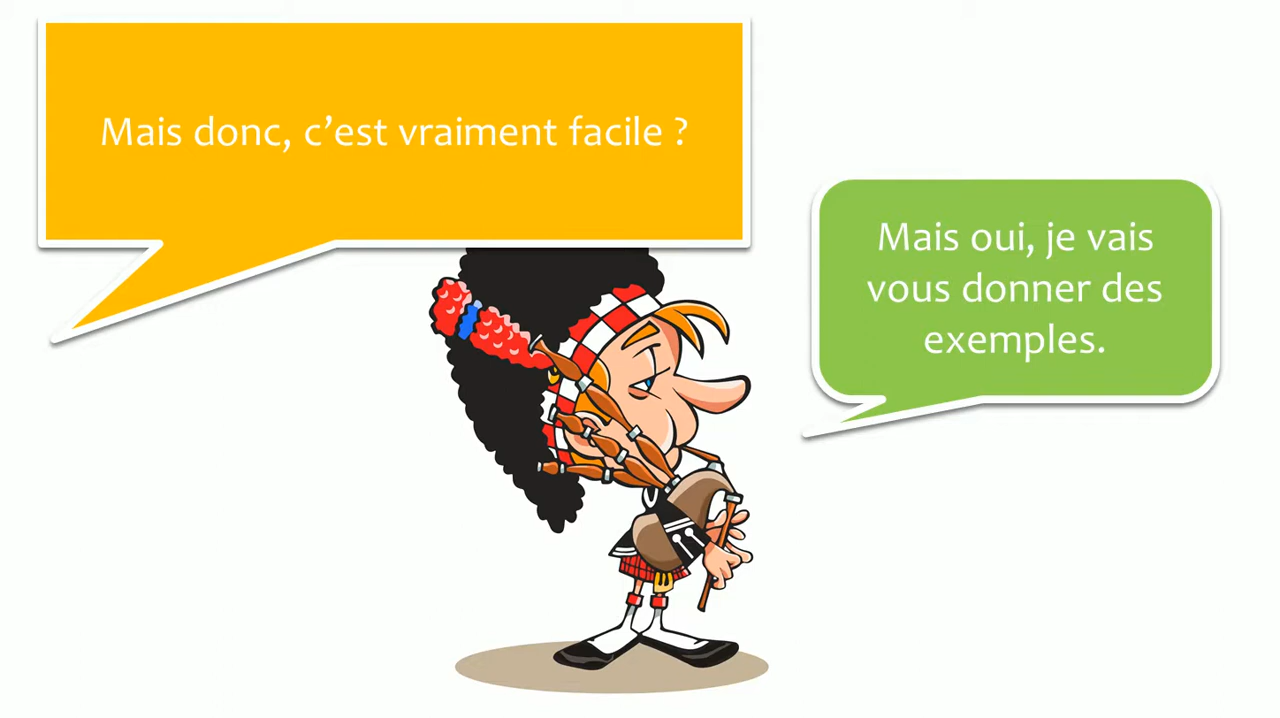 Mais donc, c’est vraiment facile ?
Mais oui, je vais
vous donner des
exemples.